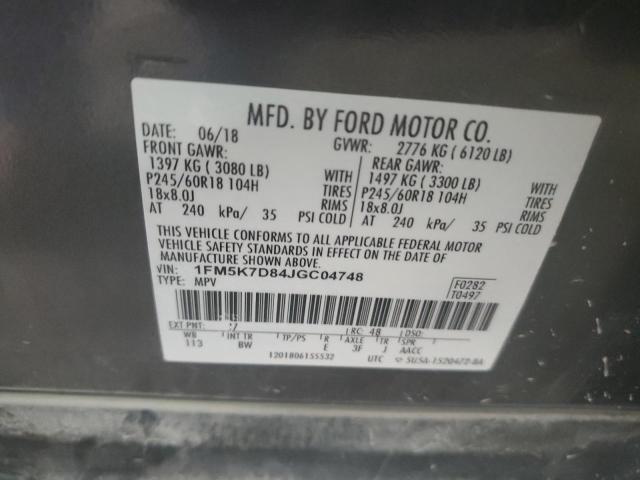 MFD. BY FORD MOTOR CO.
DATE: 06/18 GVWR: 2776 KG ( 6120 LB)
FRONT GAWR: REAR GAWR:
1397 KG ( 3080 LB) WITH 1497 KG ( 3300 LB) WITH
P245/60R18 104H TIRES P245/60R18 104H TIRES
18x8.0J RIMS 18x8.0J RIMS
AT 240 kPa/ 35 PSI COLD AT 240 kPa/ 35 PSI COLD
THIS VEHICLE CONFORMS TO ALL APPLICABLE FEDERAL MOTOR
VEHICLE SAFETY STANDARDS IN EFFECT ON THE DATE OF
MANUFACTURE SHOWN ABOVE.
VIN: 1FM5K7D84JGC04748 F0282
TYPE: MPV T0497
EXT PNT: RC: 48 DSO:
WB INT TR TP/PS R AXLE TR SPR
113 BW E 3F J AACC
1201806155532 UTC 5U5A-1520472-BA